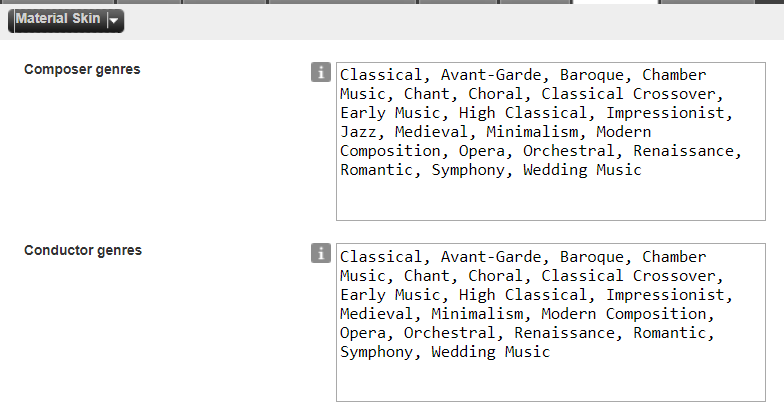 Material Skin
Composer genres
Classical, Avant-Garde, Baroque, Chamber
Music, Chant, Choral, Classical Crossover,
Early Music, High Classical, Impressionist,
Jazz, Medieval, Minimalism, Modern
Composition, Opera, Orchestral, Renaissance,
Romantic, Symphony, Wedding Music
Conductor genres
Classical, Avant-Garde, Baroque, Chamber
Music, Chant, Choral, Classical Crossover,
Early Music, High Classical, Impressionist,
Medieval, Minimalism, Modern Composition,
Opera, Orchestral, Renaissance, Romantic,
Symphony, Wedding Music